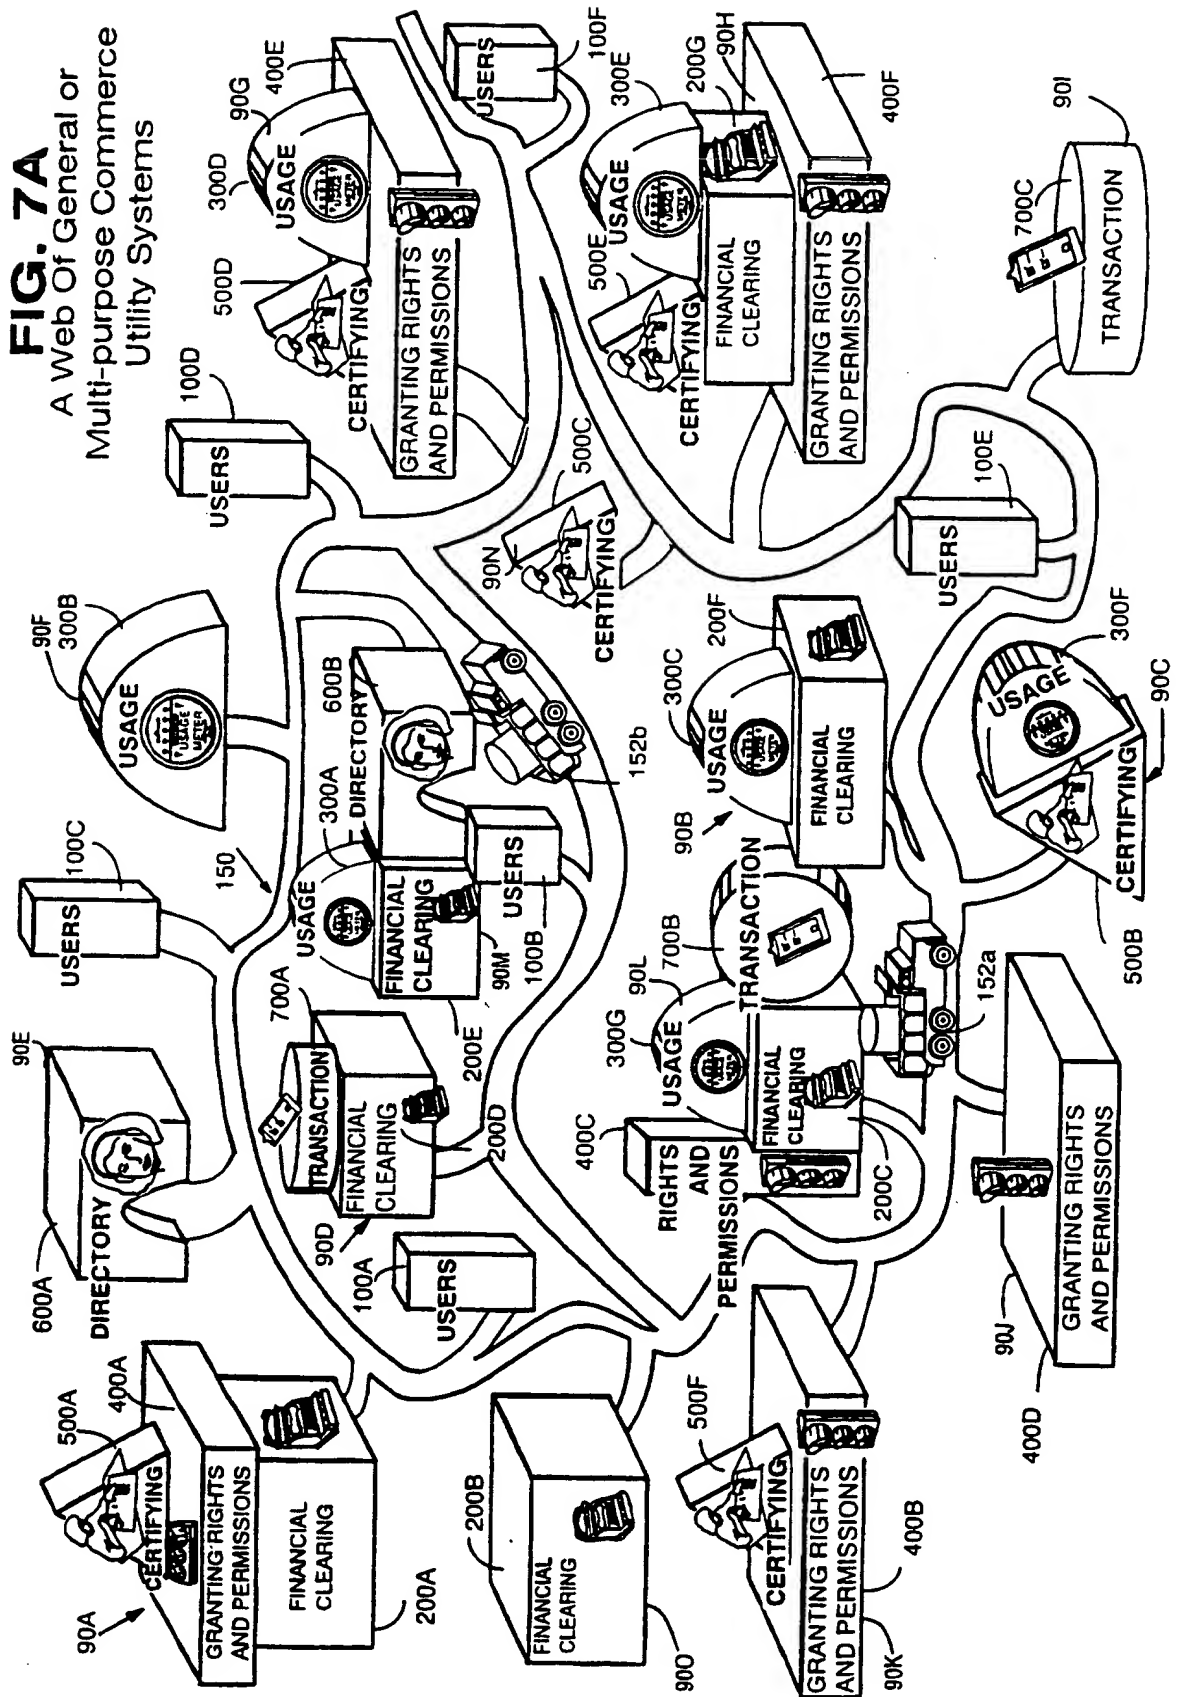 FIG. 7A
A Web Of General or
Multi-purpose Commerce
Utility Systems
90A
500A
400A
CERTIFYING
GRANTING RIGHTS
AND PERMISSIONS
FINANCIAL
CLEARING
200A
600A
90E
DIRECTORY
100C
USERS
150
90F
300B
USAGE
USAGE
METER
100D
USERS
300D
90G
400E
500D
USAGE
CERTIFYING
GRANTING RIGHTS
AND PERMISSIONS
USERS
100F
200B
FINANCIAL
CLEARING
90O
100A
USERS
90D
700A
TRANSACTION
FINANCIAL
CLEARING
200D
300A
USAGE
FINANCIAL
CLEARING
90M
200E
DIRECTORY
600B
USERS
100B
152b
90N
500C
CERTIFYING
500E
300E
USAGE
CERTIFYING
FINANCIAL
CLEARING
200G
90H
GRANTING RIGHTS
AND PERMISSIONS
400F
500F
CERTIFYING
GRANTING RIGHTS
AND PERMISSIONS
400B
90K
400C
RIGHTS
AND
PERMISSIONS
300G
90L
USAGE
FINANCIAL
CLEARING
200C
700B
TRANSACTION
152a
90B
300C
USAGE
FINANCIAL
CLEARING
200F
USERS
100E
90I
700C
TRANSACTION
90J
GRANTING RIGHTS
AND PERMISSIONS
400D
500B
CERTIFYING
USAGE
300F
90C